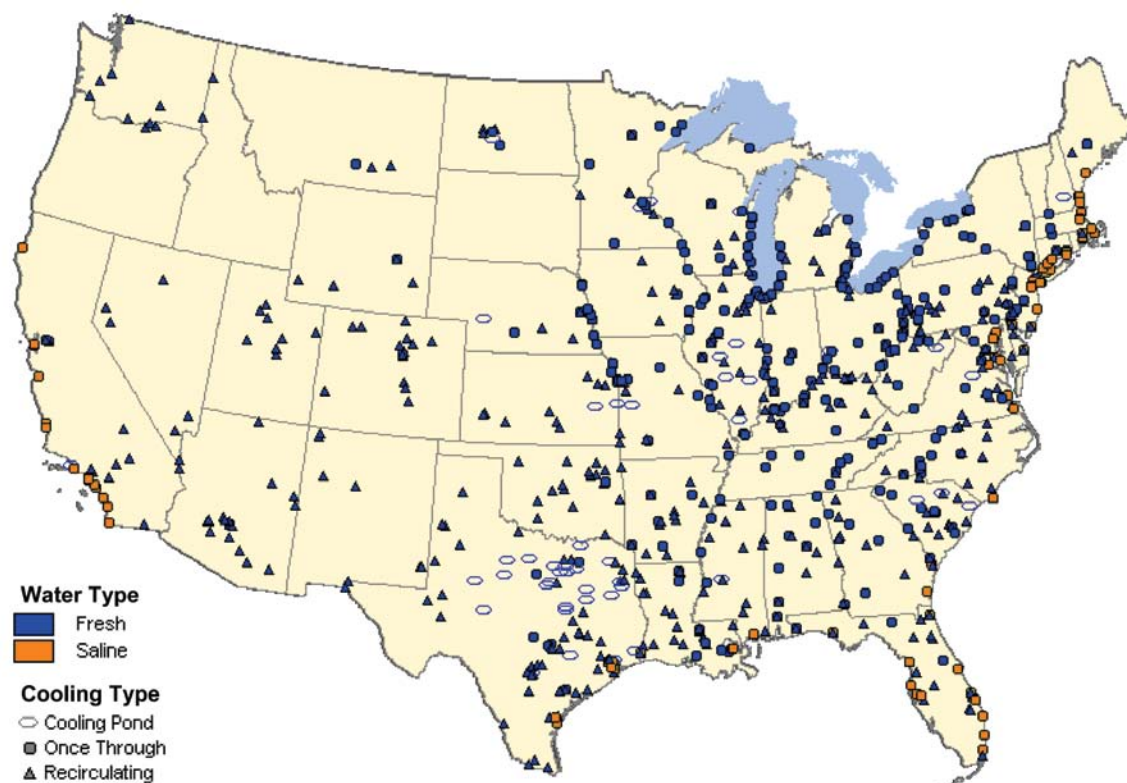 Water Type
Fresh
Saline
Cooling Type
Cooling Pond
Once Through
Recirculating